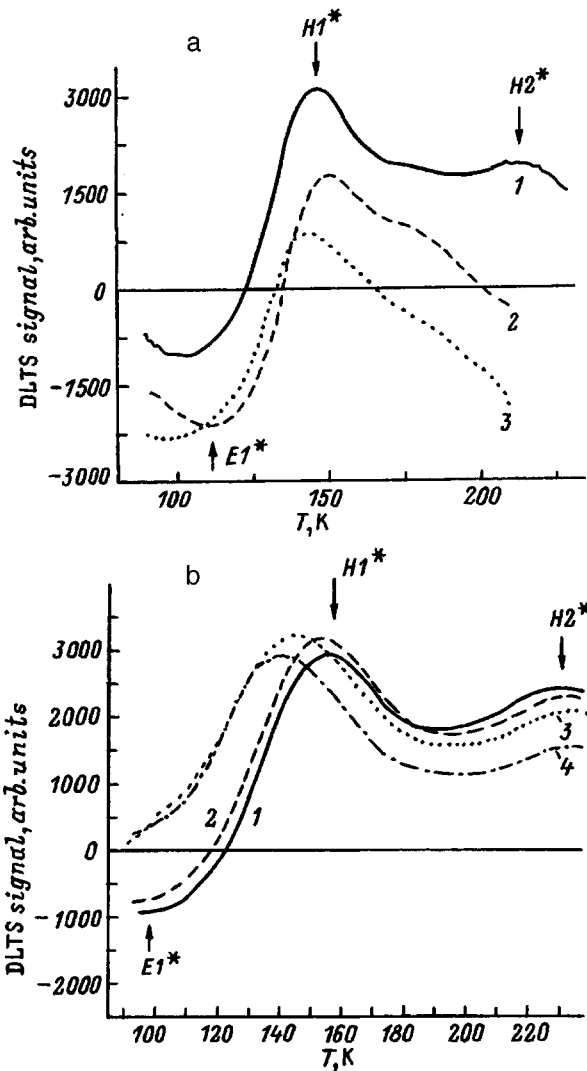 a
H1*
H2*
DLTS signal, arb.units
3000
1500
0
-1500
-3000
1
2
3
E1*
100
150
200
T, K
b
H1*
H2*
DLTS signal, arb.units
3000
2000
1000
0
-1000
-2000
2
1
3
4
E1*
100
120
140
160
180
200
220
T, K